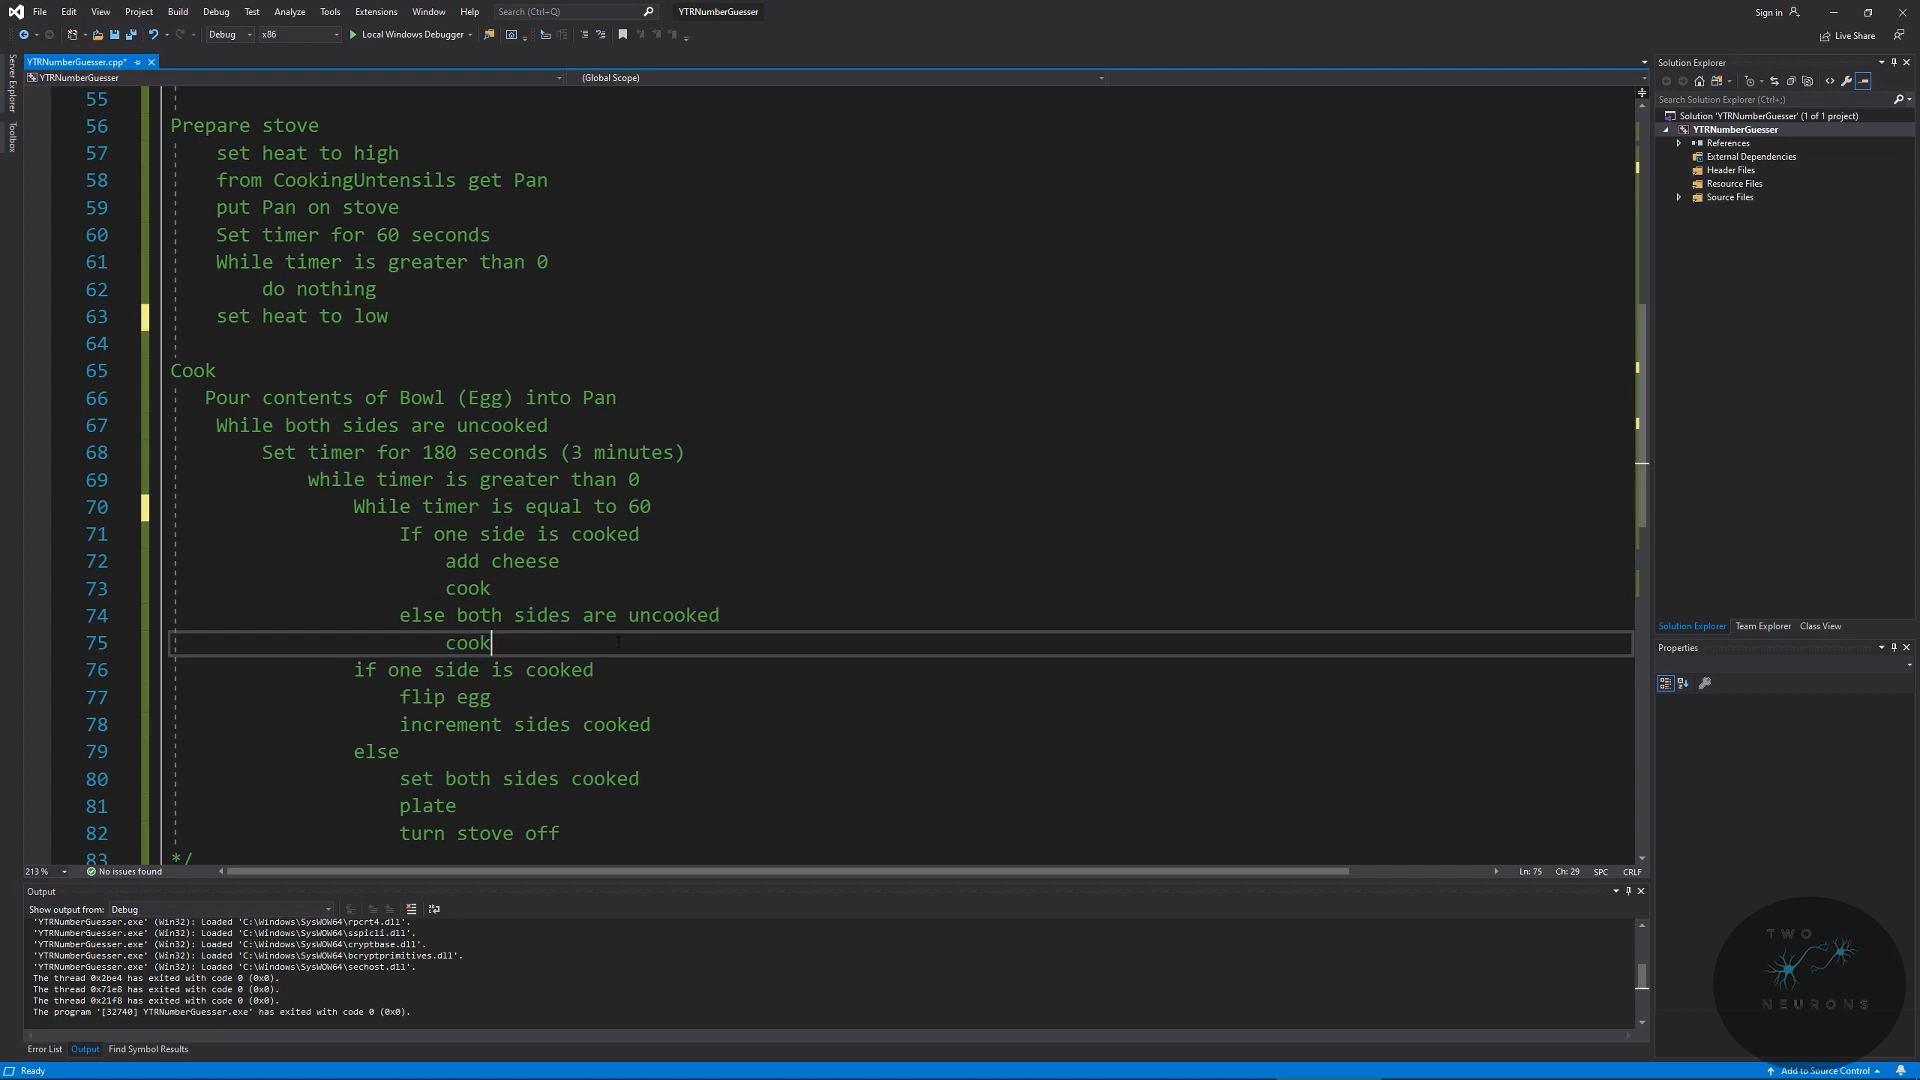 File Edit View Project Build Debug Test Analyze Tools Extensions Window Help Search (Ctrl+Q) YTRNumberGuesser Sign in
Debug x86 Local Windows Debugger Live Share
YTRNumberGuesser.cpp*
YTRNumberGuesser (Global Scope)
Server Explorer
Toolbox
55
56 Prepare stove
57 set heat to high
58 from CookingUntensils get Pan
59 put Pan on stove
60 Set timer for 60 seconds
61 While timer is greater than 0
62 do nothing
63 set heat to low
64
65 Cook
66 Pour contents of Bowl (Egg) into Pan
67 While both sides are uncooked
68 Set timer for 180 seconds (3 minutes)
69 while timer is greater than 0
70 While timer is equal to 60
71 If one side is cooked
72 add cheese
73 cook
74 else both sides are uncooked
75 cook
76 if one side is cooked
77 flip egg
78 increment sides cooked
79 else
80 set both sides cooked
81 plate
82 turn stove off
83 */
213 % No issues found Ln: 75 Ch: 29 SPC CRLF
Output
Show output from: Debug
'YTRNumberGuesser.exe' (Win32): Loaded 'C:\Windows\SysWOW64\rpcrt4.dll'.
'YTRNumberGuesser.exe' (Win32): Loaded 'C:\Windows\SysWOW64\sspicli.dll'.
'YTRNumberGuesser.exe' (Win32): Loaded 'C:\Windows\SysWOW64\cryptbase.dll'.
'YTRNumberGuesser.exe' (Win32): Loaded 'C:\Windows\SysWOW64\bcryptprimitives.dll'.
'YTRNumberGuesser.exe' (Win32): Loaded 'C:\Windows\SysWOW64\sechost.dll'.
The thread 0x2be4 has exited with code 0 (0x0).
The thread 0x71e8 has exited with code 0 (0x0).
The thread 0x21f8 has exited with code 0 (0x0).
The program '[32740] YTRNumberGuesser.exe' has exited with code 0 (0x0).
Error List Output Find Symbol Results
Ready Add to Source Control
Solution Explorer
Search Solution Explorer (Ctrl+;)
Solution 'YTRNumberGuesser' (1 of 1 project)
YTRNumberGuesser
References
External Dependencies
Header Files
Resource Files
Source Files
Solution Explorer Team Explorer Class View
Properties
TWO
NEURONS